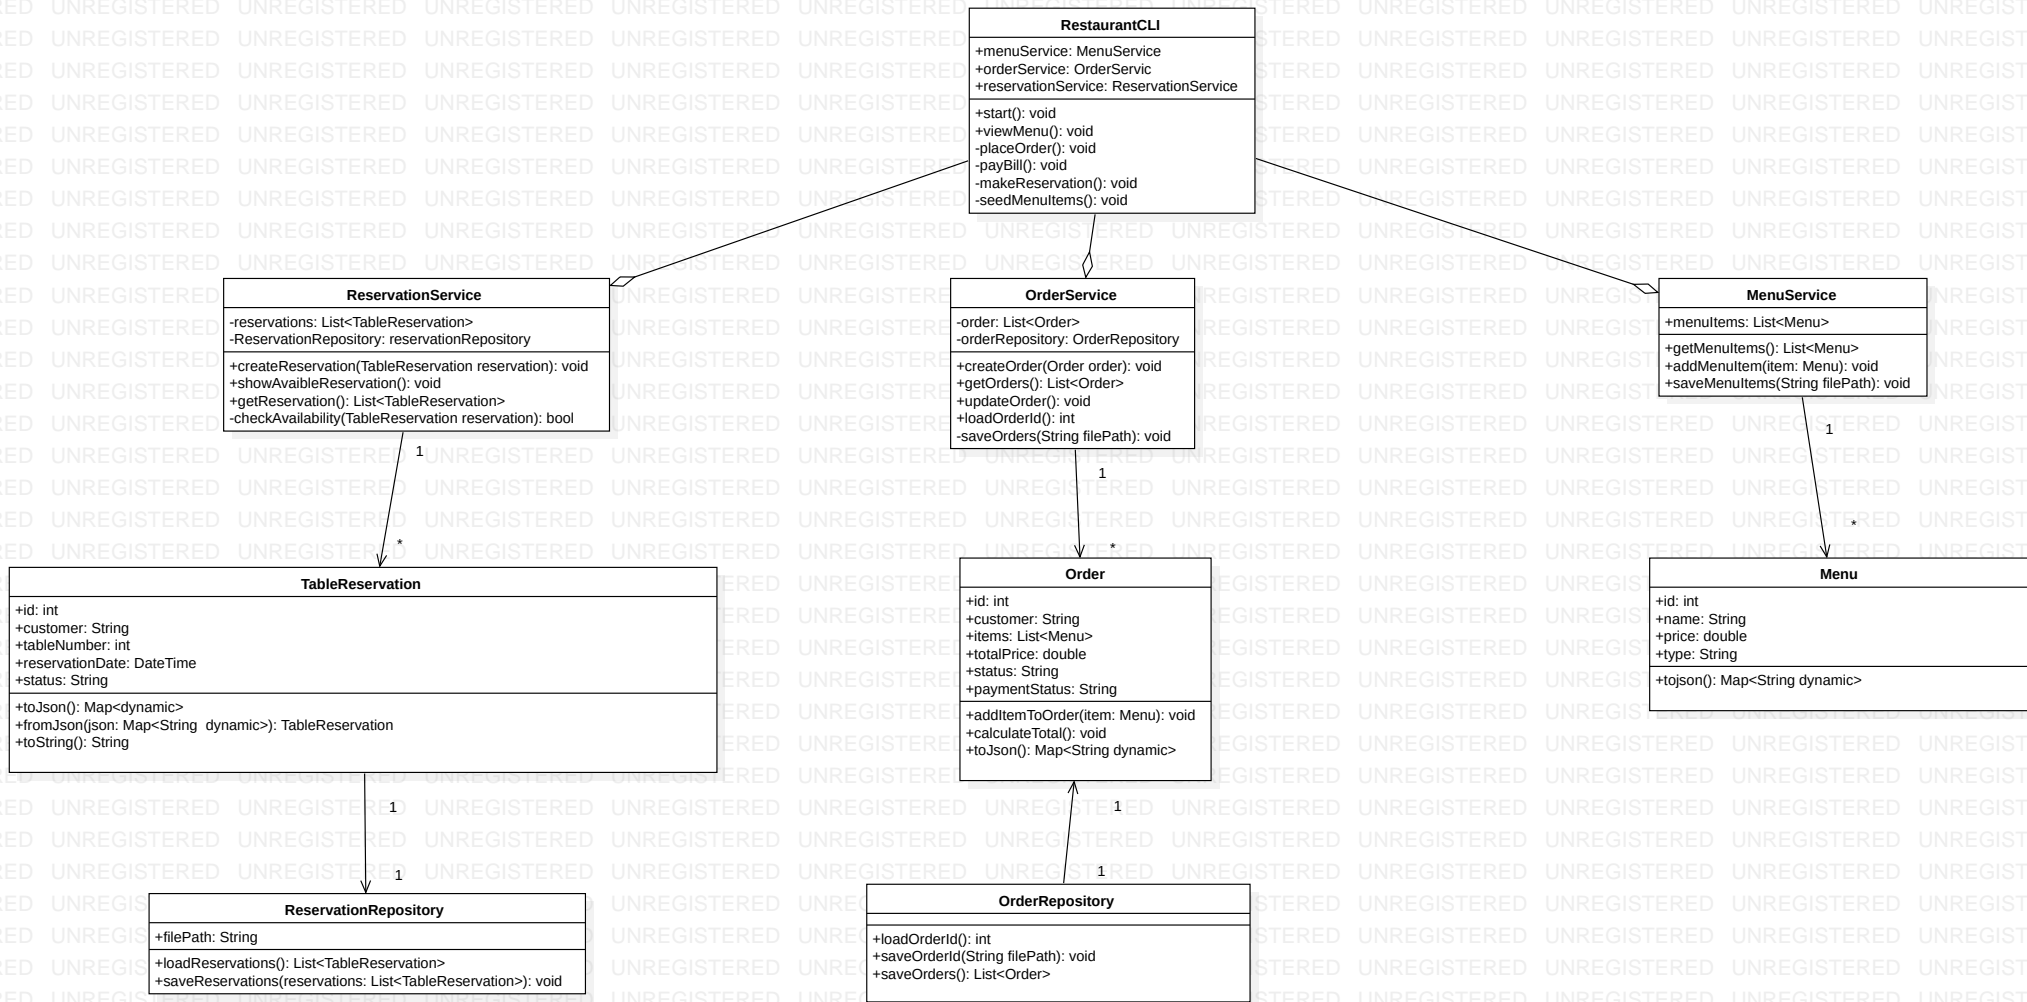 RestaurantCLI
+menuService: MenuService
+orderService: OrderServic
+reservationService: ReservationService
+start(): void
+viewMenu(): void
-placeOrder(): void
-payBill(): void
-makeReservation(): void
-seedMenuItems(): void
ReservationService
-reservations: List<TableReservation>
-ReservationRepository: reservationRepository
+createReservation(TableReservation reservation): void
+showAvaibleReservation(): void
+getReservation(): List<TableReservation>
-checkAvailability(TableReservation reservation): bool
OrderService
-order: List<Order>
-orderRepository: OrderRepository
+createOrder(Order order): void
+getOrders(): List<Order>
+updateOrder(): void
+loadOrderId(): int
-saveOrders(String filePath): void
MenuService
+menuItems: List<Menu>
+getMenuItems(): List<Menu>
+addMenuItem(item: Menu): void
+saveMenuItems(String filePath): void
1
*
1
*
1
*
TableReservation
+id: int
+customer: String
+tableNumber: int
+reservationDate: DateTime
+status: String
+toJson(): Map<dynamic>
+fromJson(json: Map<String  dynamic>): TableReservation
+toString(): String
Order
+id: int
+customer: String
+items: List<Menu>
+totalPrice: double
+status: String
+paymentStatus: String
+addItemToOrder(item: Menu): void
+calculateTotal(): void
+toJson(): Map<String dynamic>
Menu
+id: int
+name: String
+price: double
+type: String
+tojson(): Map<String dynamic>
1
1
1
1
ReservationRepository
+filePath: String
+loadReservations(): List<TableReservation>
+saveReservations(reservations: List<TableReservation>): void
OrderRepository
+loadOrderId(): int
+saveOrderId(String filePath): void
+saveOrders(): List<Order>
UNREGISTERED